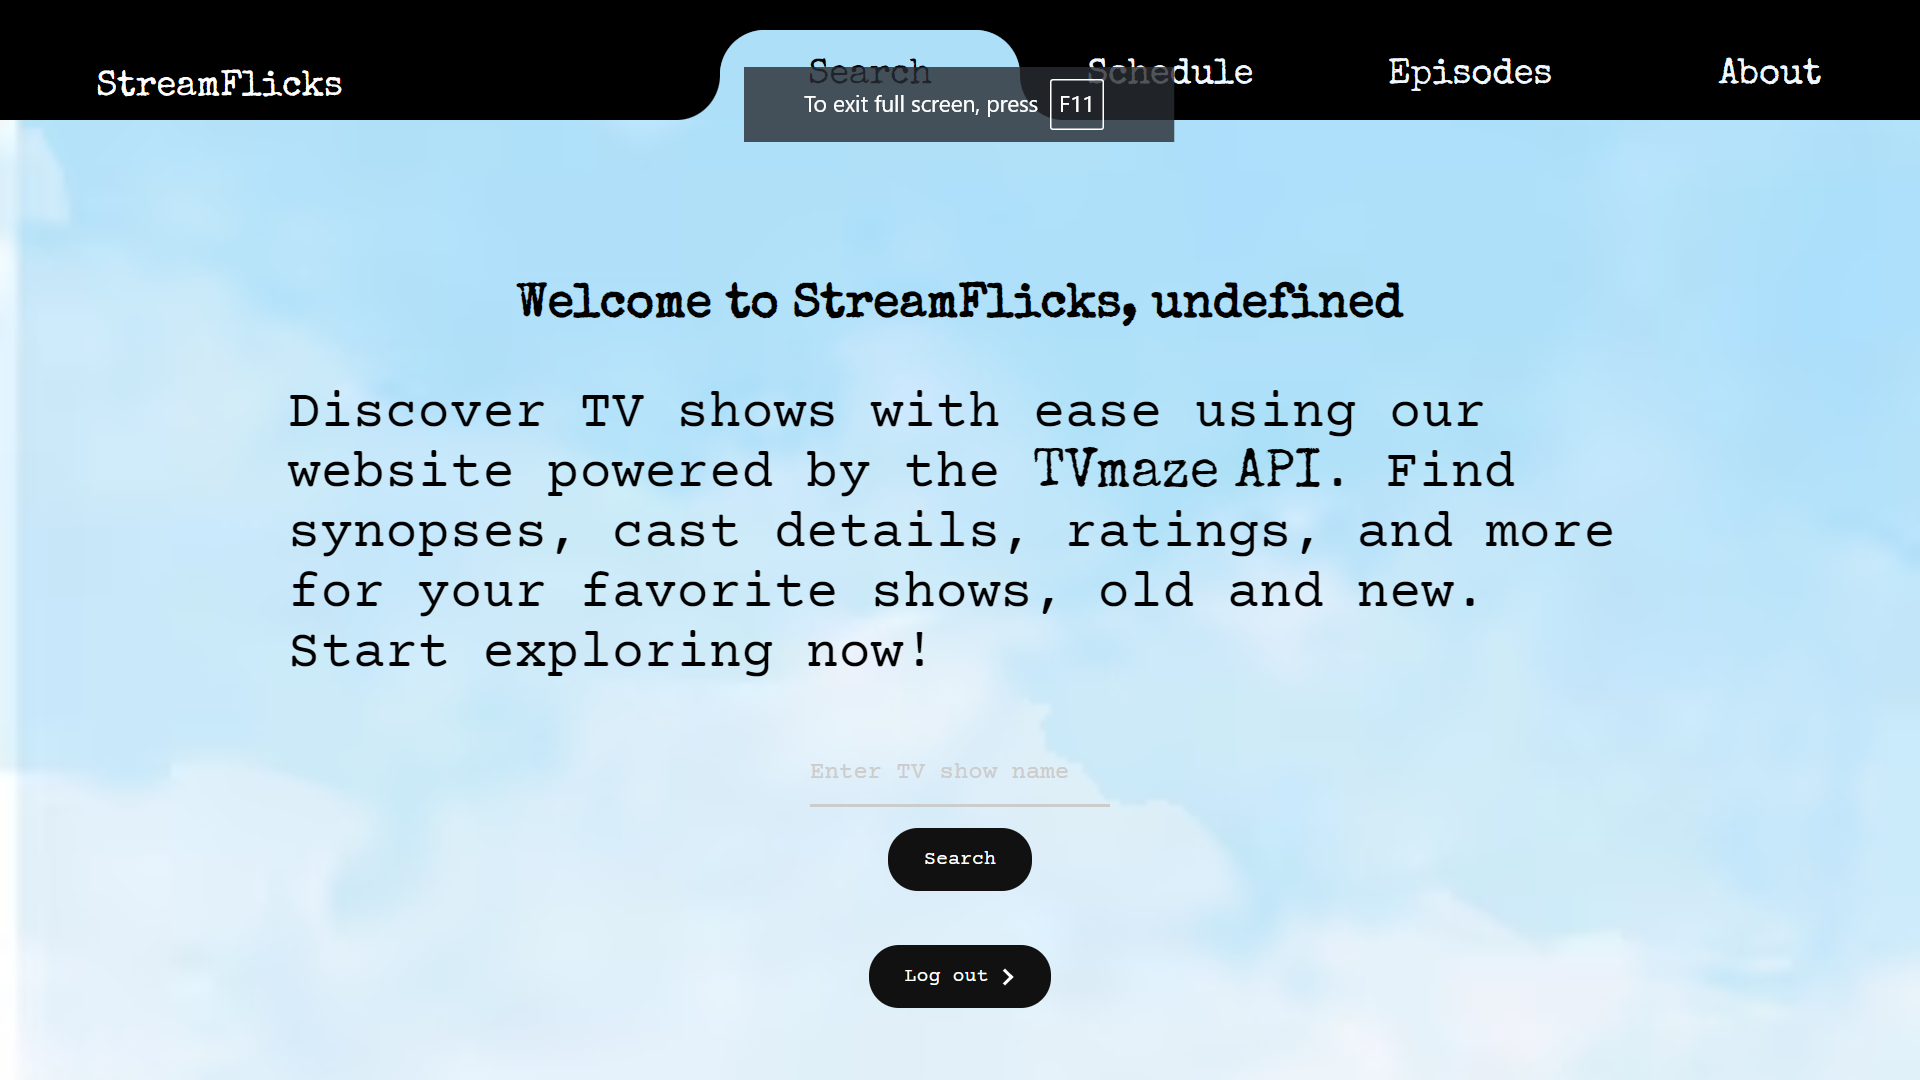 StreamFlicks
Search
Schedule
Episodes
About
To exit full screen, press F11
Welcome to StreamFlicks, undefined
Discover TV shows with ease using our
website powered by the TVmaze API. Find
synopses, cast details, ratings, and more
for your favorite shows, old and new.
Start exploring now!
Enter TV show name
Search
Log out